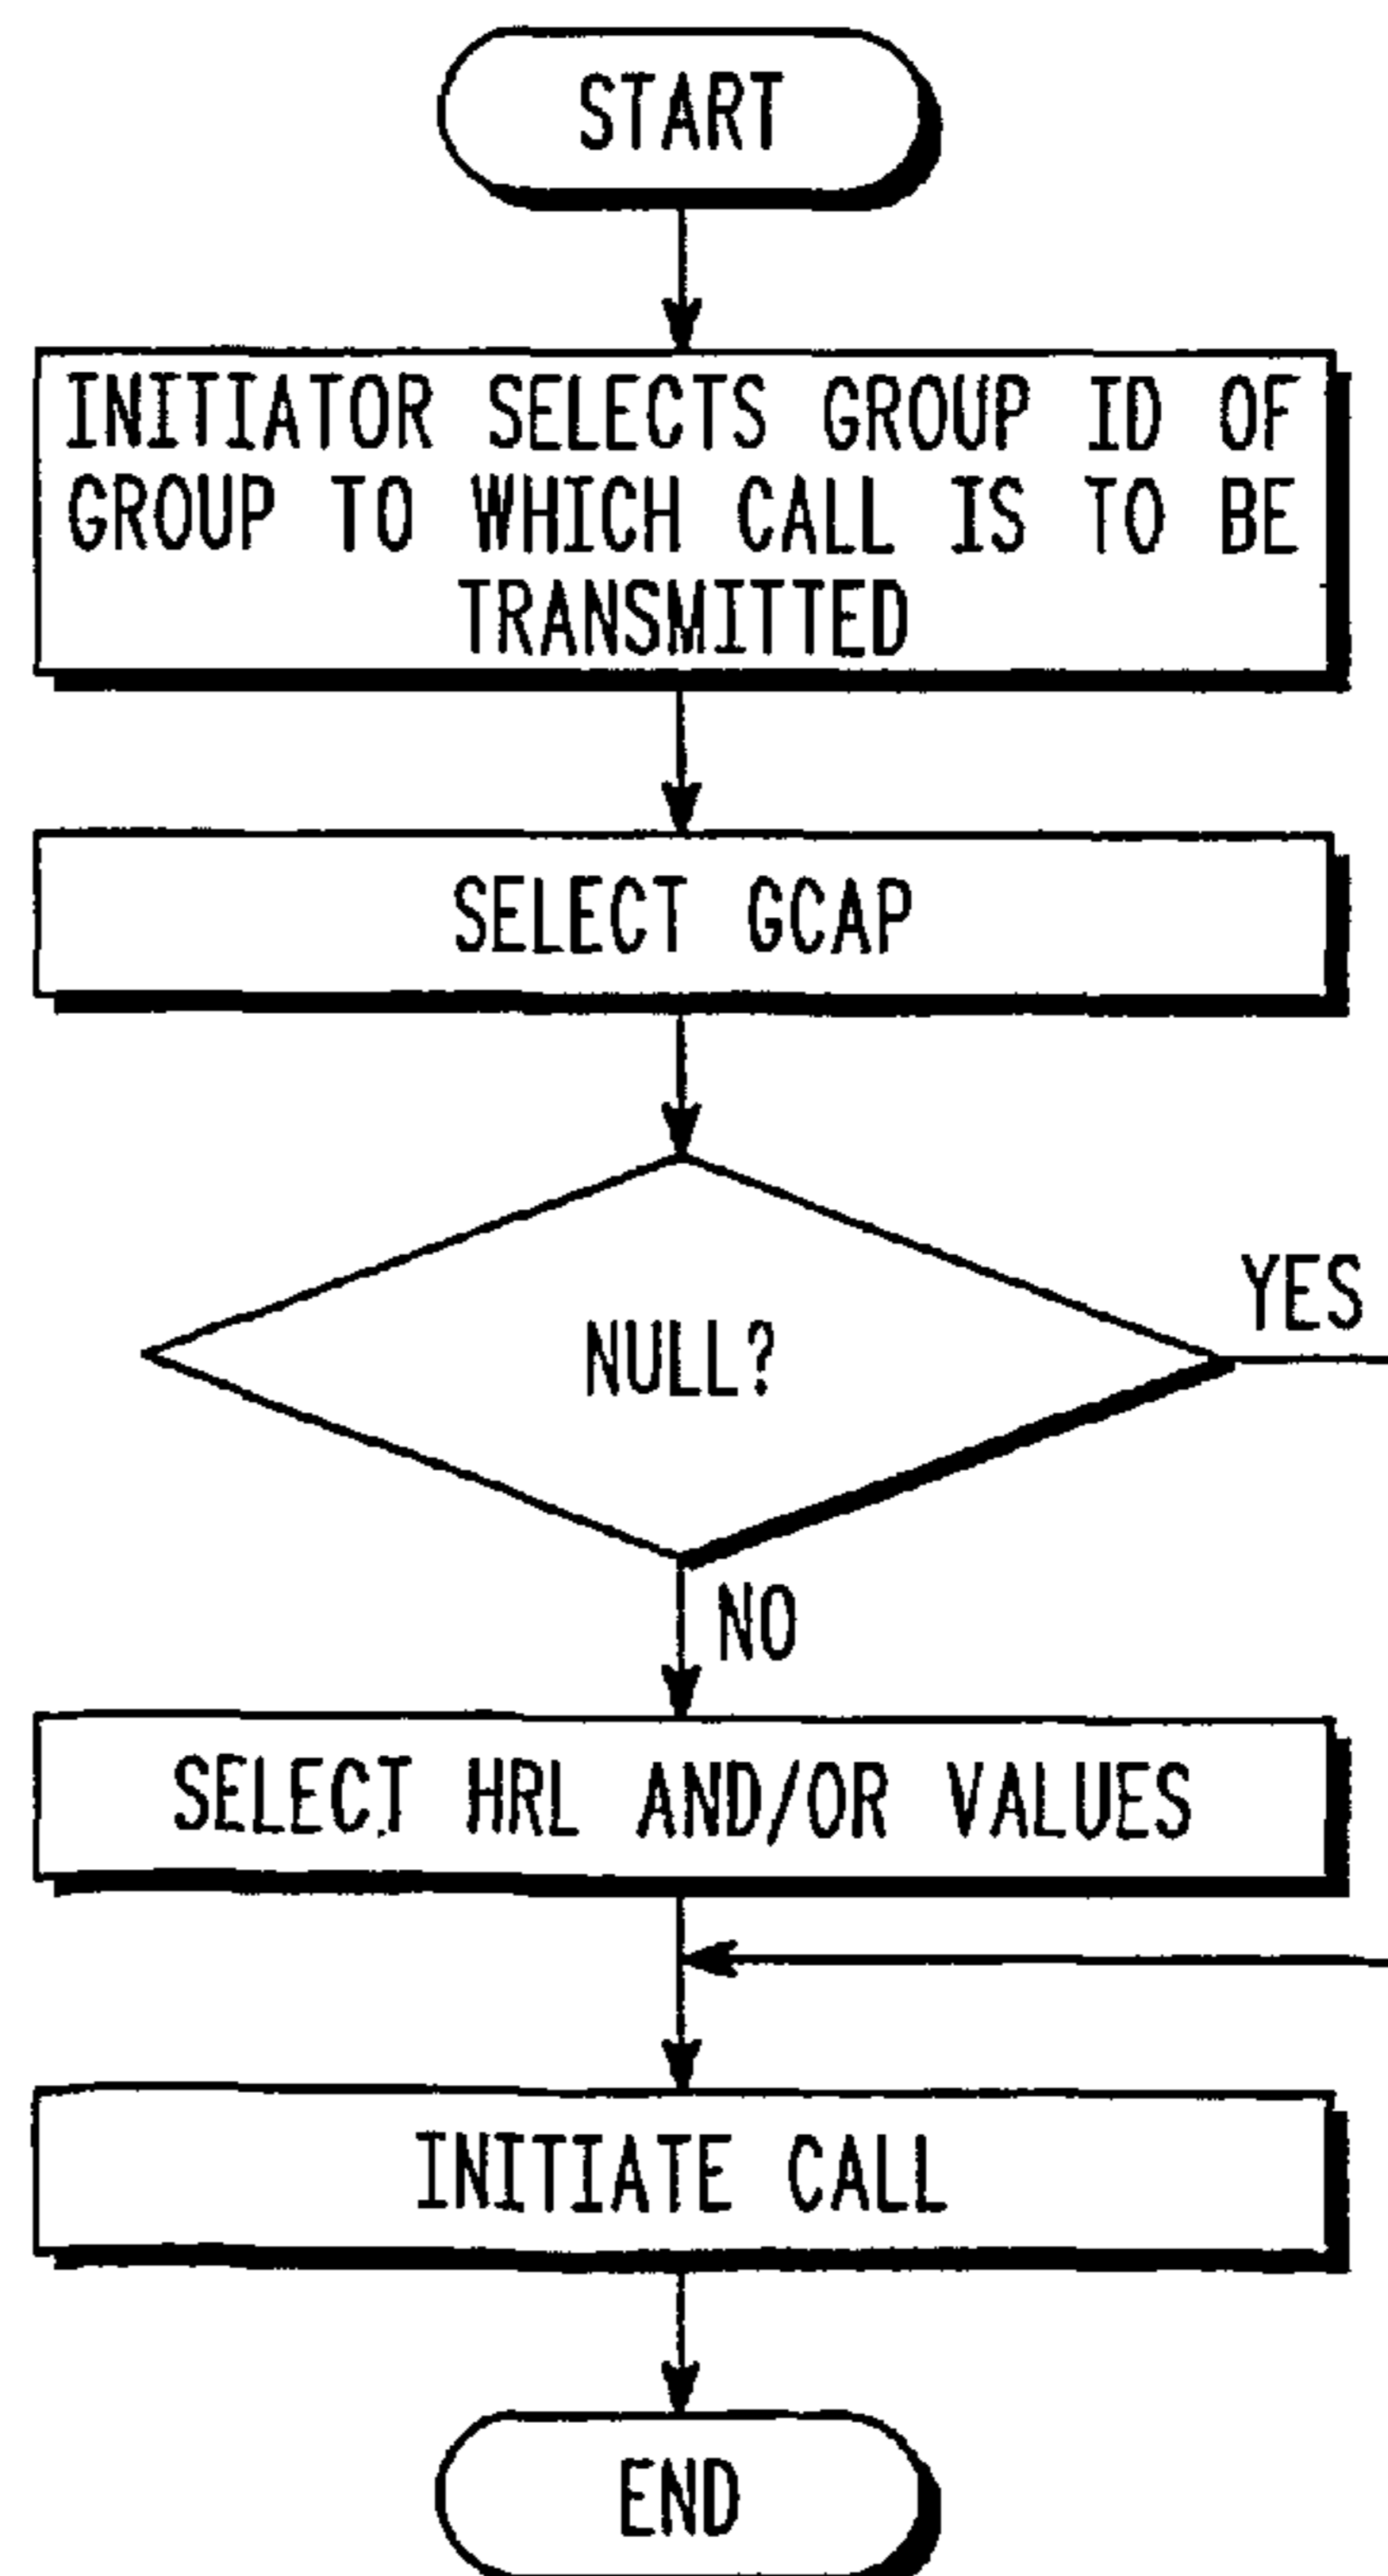 START
INITIATOR SELECTS GROUP ID OF
GROUP TO WHICH CALL IS TO BE
TRANSMITTED
SELECT GCAP
NULL?
YES
NO
SELECT HRL AND/OR VALUES
INITIATE CALL
END